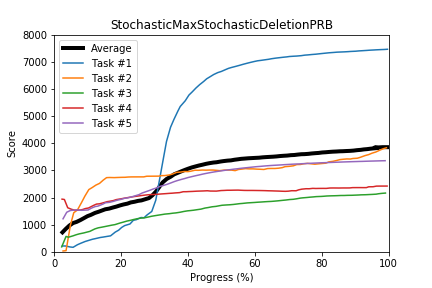 StochasticMaxStochasticDeletionPRB
8000
7000
6000
5000
4000
3000
2000
1000
0
Score
Average
Task #1
Task #2
Task #3
Task #4
Task #5
0 20 40 60 80 100
Progress (%)